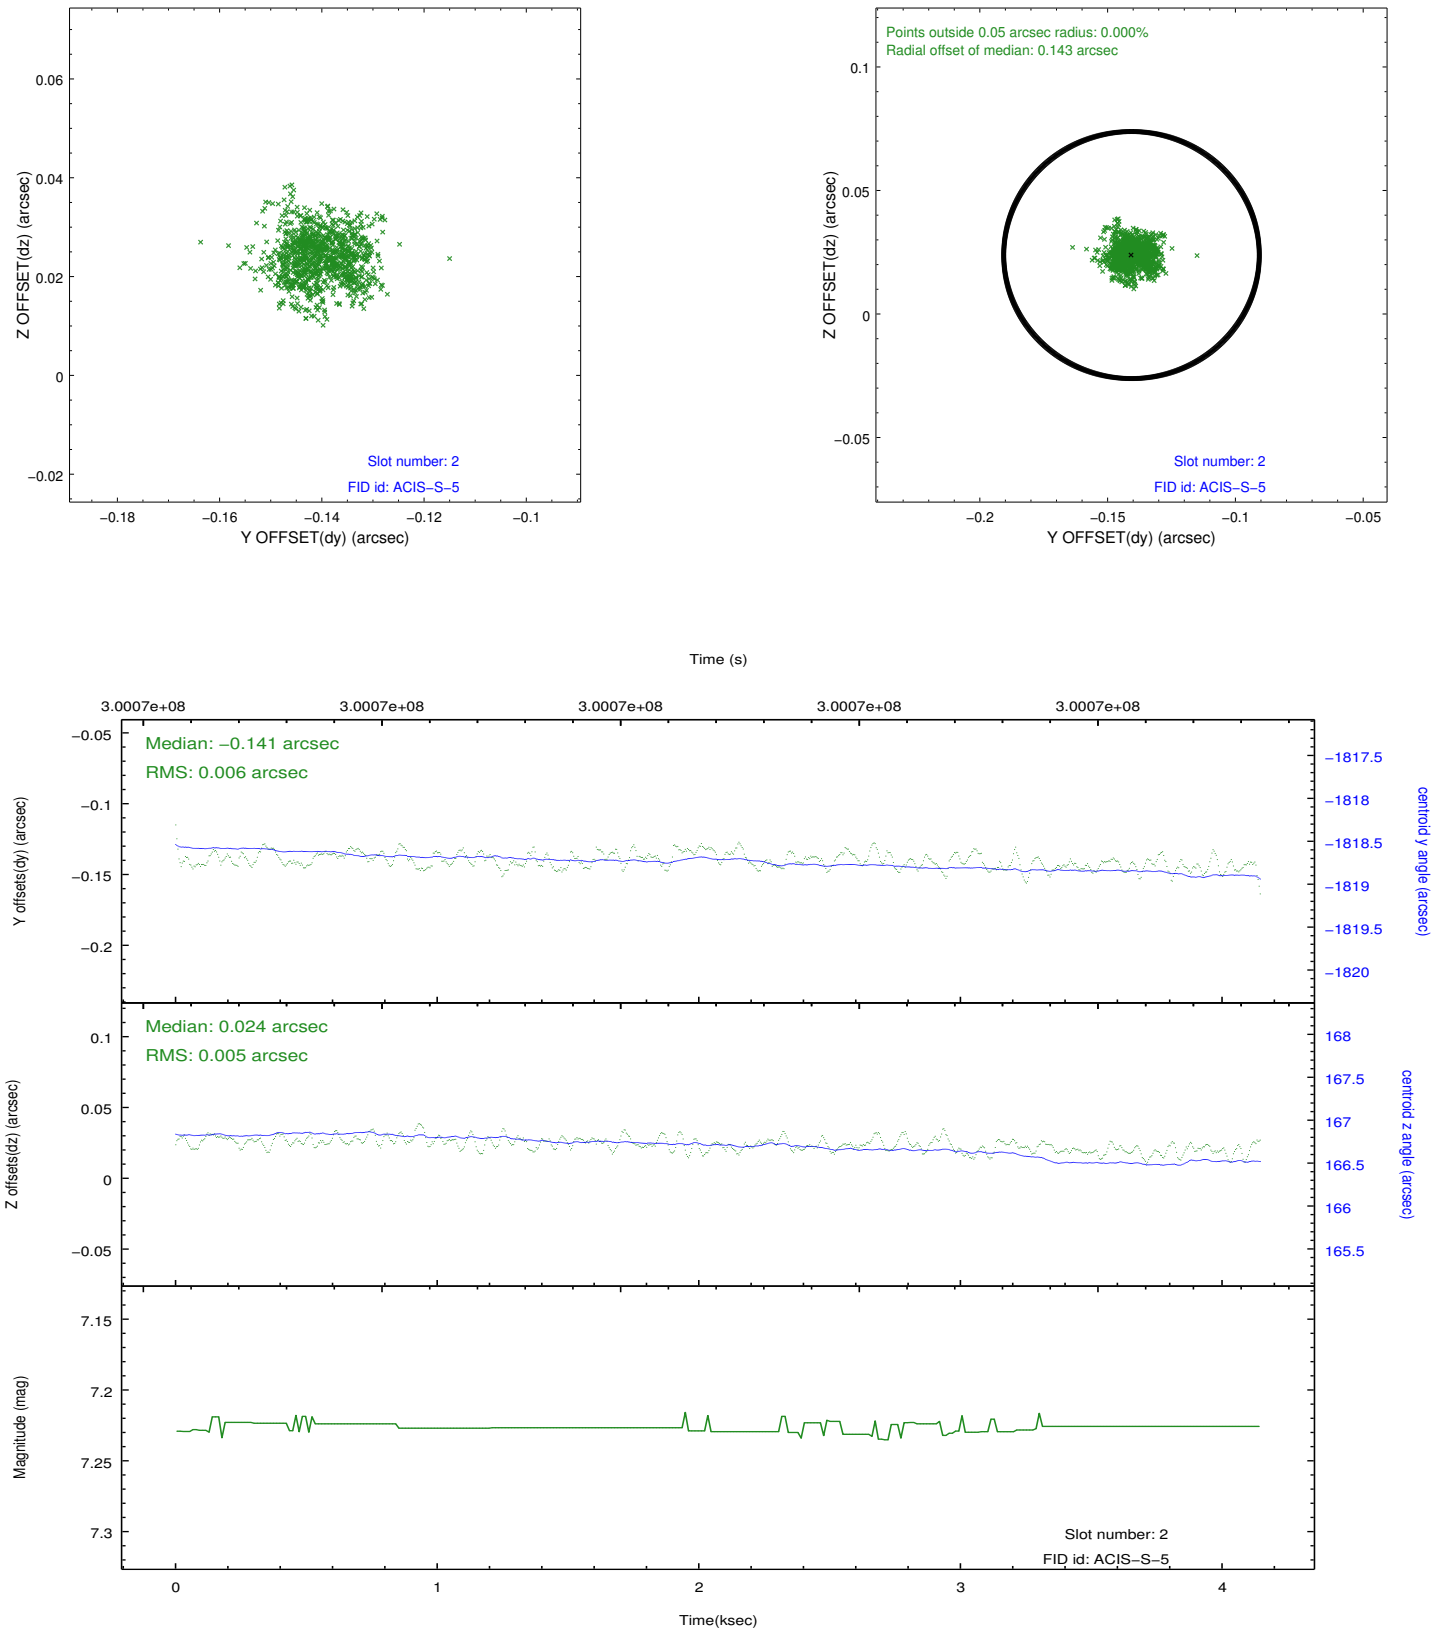 Points outside 0.05 arcsec radius: 0.000%
Radial offset of median: 0.143 arcsec
0.06
0.04
0.02
0
−0.02
Z OFFSET(dz) (arcsec)
Slot number: 2
FID id: ACIS−S−5
−0.18
−0.16
−0.14
−0.12
−0.1
Y OFFSET(dy) (arcsec)
0.1
0.05
0
−0.05
Z OFFSET(dz) (arcsec)
Slot number: 2
FID id: ACIS−S−5
−0.2
−0.15
−0.1
−0.05
Y OFFSET(dy) (arcsec)
Time (s)
3.0007e+08
3.0007e+08
3.0007e+08
3.0007e+08
3.0007e+08
Median: −0.141 arcsec
RMS: 0.006 arcsec
−0.05
−0.1
−0.15
−0.2
Y offsets(dy) (arcsec)
−1817.5
−1818
−1818.5
−1819
−1819.5
−1820
centroid y angle (arcsec)
Median: 0.024 arcsec
RMS: 0.005 arcsec
0.1
0.05
0
−0.05
Z offsets(dz) (arcsec)
168
167.5
167
166.5
166
165.5
centroid z angle (arcsec)
7.15
7.2
7.25
7.3
Magnitude (mag)
Slot number: 2
FID id: ACIS−S−5
0
1
2
3
4
Time(ksec)